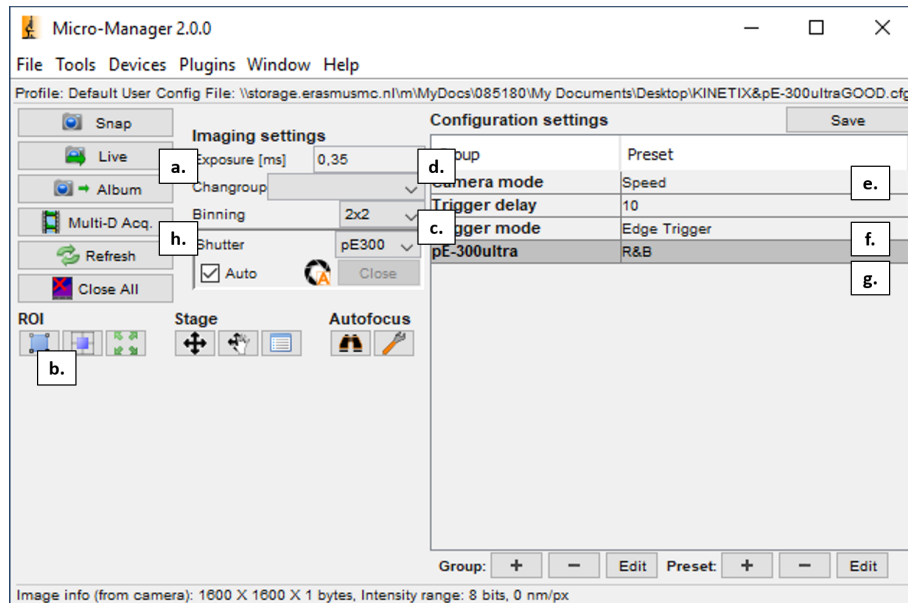 Micro-Manager 2.0.0
File Tools Devices Plugins Window Help
Profile: Default User Config File: \\storage.erasmusmc.nl\m\MyDocs\085180\My Documents\Desktop\KINETIX&pE-300ultraGOOD.cfg
Snap
Live
Album
Multi-D Acq.
Refresh
Close All
Imaging settings
a. Exposure [ms] 0,35 d.
Changroup
Binning 2x2 c.
h. Shutter pE300
Auto A Close
ROI Stage Autofocus
b.
Configuration settings Save
Group Preset
Camera mode Speed e.
Trigger delay 10
Trigger mode Edge Trigger f.
pE-300ultra R&B
g.
Group: + − Edit Preset: + − Edit
Image info (from camera): 1600 X 1600 X 1 bytes, Intensity range: 8 bits, 0 nm/px